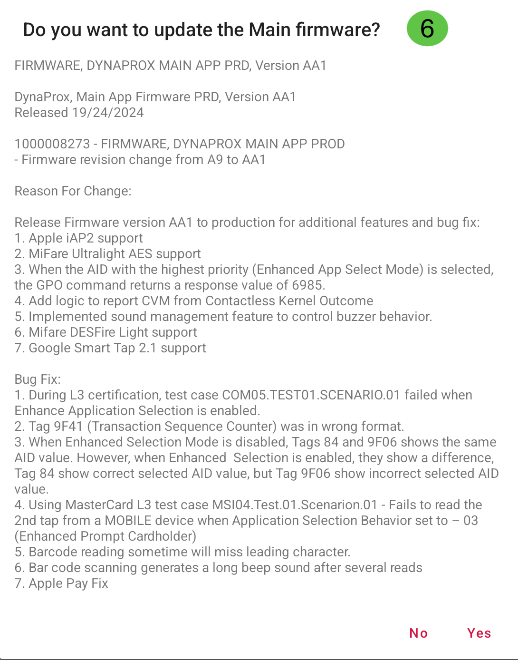 Do you want to update the Main firmware?
6
FIRMWARE, DYNAPROX MAIN APP PRD, Version AA1
DynaProx, Main App Firmware PRD, Version AA1
Released 19/24/2024
1000008273 - FIRMWARE, DYNAPROX MAIN APP PROD
- Firmware revision change from A9 to AA1
Reason For Change:
Release Firmware version AA1 to production for additional features and bug fix:
1. Apple iAP2 support
2. MiFare Ultralight AES support
3. When the AID with the highest priority (Enhanced App Select Mode) is selected,
the GPO command returns a response value of 6985.
4. Add logic to report CVM from Contactless Kernel Outcome
5. Implemented sound management feature to control buzzer behavior.
6. Mifare DESFire Light support
7. Google Smart Tap 2.1 support
Bug Fix:
1. During L3 certification, test case COM05.TEST01.SCENARIO.01 failed when
Enhance Application Selection is enabled.
2. Tag 9F41 (Transaction Sequence Counter) was in wrong format.
3. When Enhanced Selection Mode is disabled, Tags 84 and 9F06 shows the same
AID value. However, when Enhanced  Selection is enabled, they show a difference,
Tag 84 show correct selected AID value, but Tag 9F06 show incorrect selected AID
value.
4. Using MasterCard L3 test case MSI04.Test.01.Scenarion.01 - Fails to read the
2nd tap from a MOBILE device when Application Selection Behavior set to – 03
(Enhanced Prompt Cardholder)
5. Barcode reading sometime will miss leading character.
6. Bar code scanning generates a long beep sound after several reads
7. Apple Pay Fix
No Yes